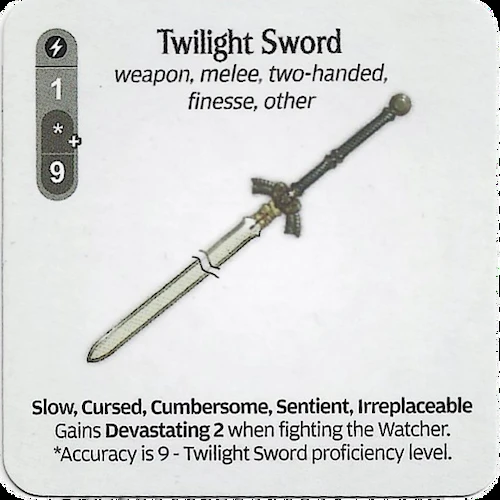 Twilight Sword
weapon, melee, two-handed,
finesse, other
1
*+
9
Slow, Cursed, Cumbersome, Sentient, Irreplaceable
Gains Devastating 2 when fighting the Watcher.
*Accuracy is 9 - Twilight Sword proficiency level.